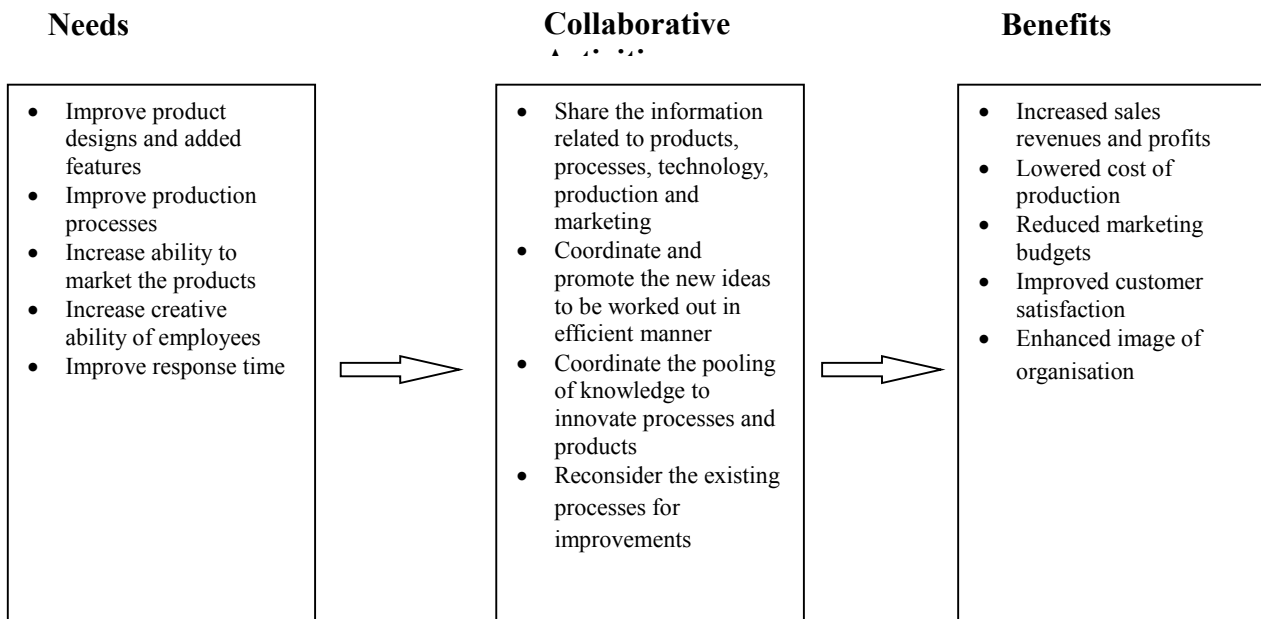 Needs
Collaborative
Benefits
• Improve product
designs and added
features
• Improve production
processes
• Increase ability to
market the products
• Increase creative
ability of employees
• Improve response time
• Share the information
related to products,
processes, technology,
production and
marketing
• Coordinate and
promote the new ideas
to be worked out in
efficient manner
• Coordinate the pooling
of knowledge to
innovate processes and
products
• Reconsider the existing
processes for
improvements
• Increased sales
revenues and profits
• Lowered cost of
production
• Reduced marketing
budgets
• Improved customer
satisfaction
• Enhanced image of
organisation